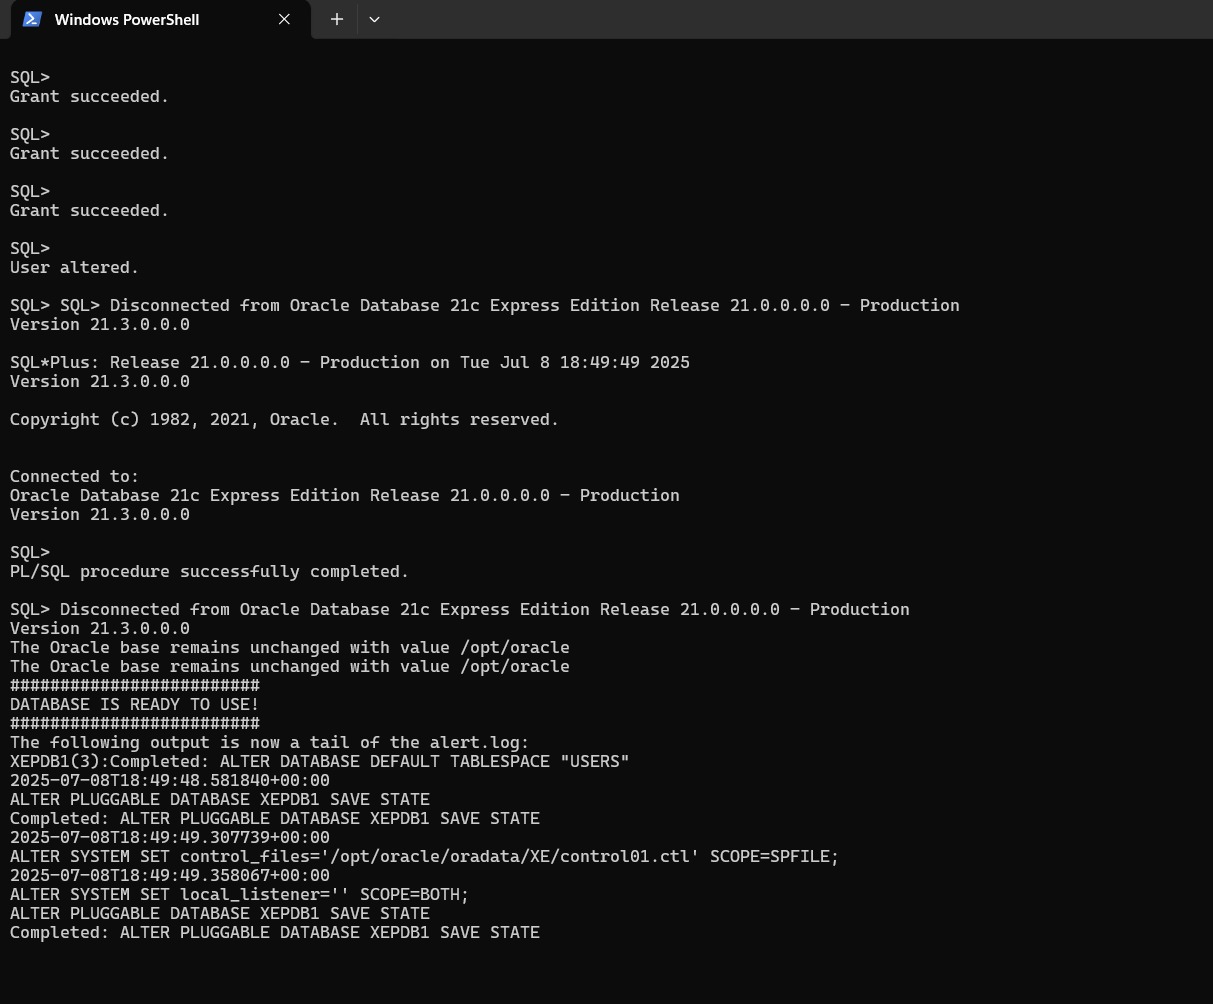 Windows PowerShell
SQL>
Grant succeeded.
SQL>
Grant succeeded.
SQL>
Grant succeeded.
SQL>
User altered.
SQL> SQL> Disconnected from Oracle Database 21c Express Edition Release 21.0.0.0.0 - Production
Version 21.3.0.0.0
SQL*Plus: Release 21.0.0.0.0 - Production on Tue Jul 8 18:49:49 2025
Version 21.3.0.0.0
Copyright (c) 1982, 2021, Oracle.  All rights reserved.
Connected to:
Oracle Database 21c Express Edition Release 21.0.0.0.0 - Production
Version 21.3.0.0.0
SQL>
PL/SQL procedure successfully completed.
SQL> Disconnected from Oracle Database 21c Express Edition Release 21.0.0.0.0 - Production
Version 21.3.0.0.0
The Oracle base remains unchanged with value /opt/oracle
The Oracle base remains unchanged with value /opt/oracle
#########################
DATABASE IS READY TO USE!
#########################
The following output is now a tail of the alert.log:
XEPDB1(3):Completed: ALTER DATABASE DEFAULT TABLESPACE "USERS"
2025-07-08T18:49:48.581840+00:00
ALTER PLUGGABLE DATABASE XEPDB1 SAVE STATE
Completed: ALTER PLUGGABLE DATABASE XEPDB1 SAVE STATE
2025-07-08T18:49:49.307739+00:00
ALTER SYSTEM SET control_files='/opt/oracle/oradata/XE/control01.ctl' SCOPE=SPFILE;
2025-07-08T18:49:49.358067+00:00
ALTER SYSTEM SET local_listener='' SCOPE=BOTH;
ALTER PLUGGABLE DATABASE XEPDB1 SAVE STATE
Completed: ALTER PLUGGABLE DATABASE XEPDB1 SAVE STATE